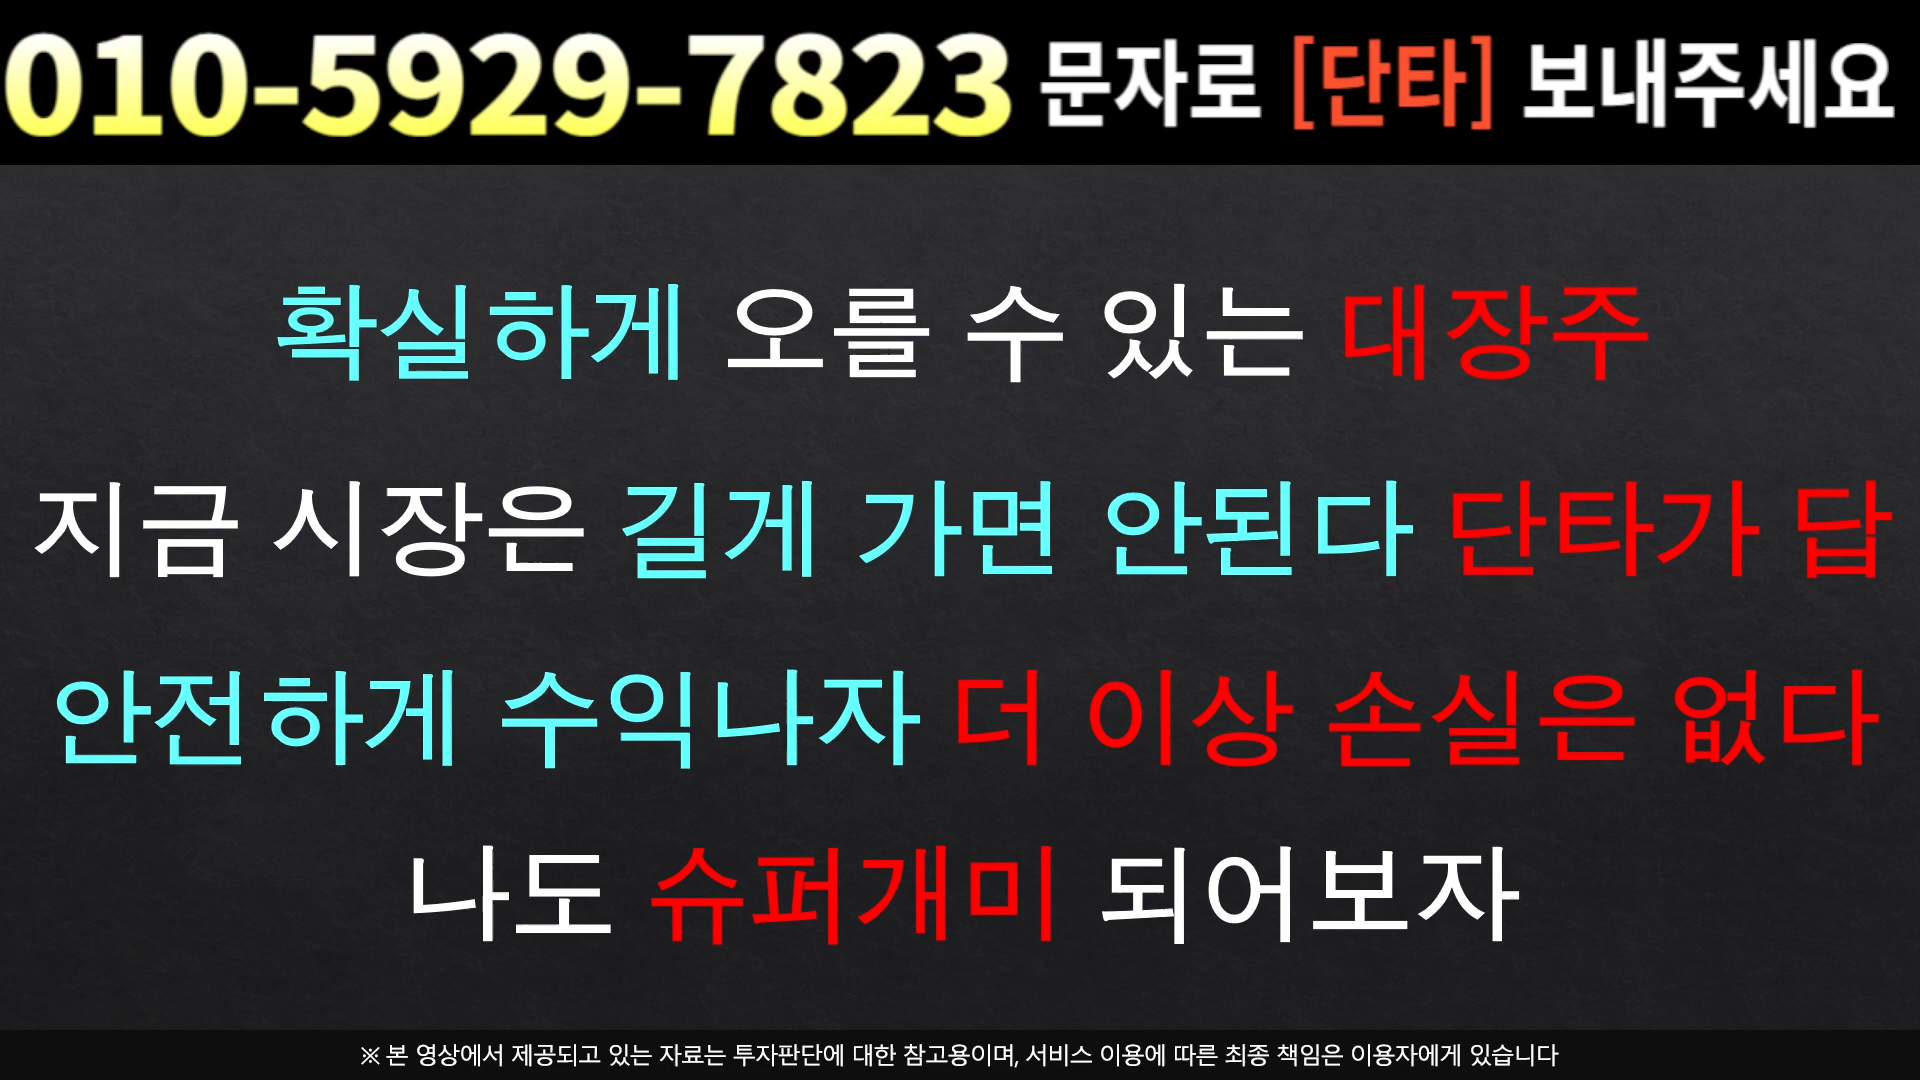 010-5929-7823 문자로 [단타] 보내주세요
확실하게 오를 수 있는 대장주
지금 시장은 길게 가면 안된다 단타가 답
안전하게 수익나자 더 이상 손실은 없다
나도 슈퍼개미 되어보자
※ 본 영상에서 제공되고 있는 자료는 투자판단에 대한 참고용이며, 서비스 이용에 따른 최종 책임은 이용자에게 있습니다